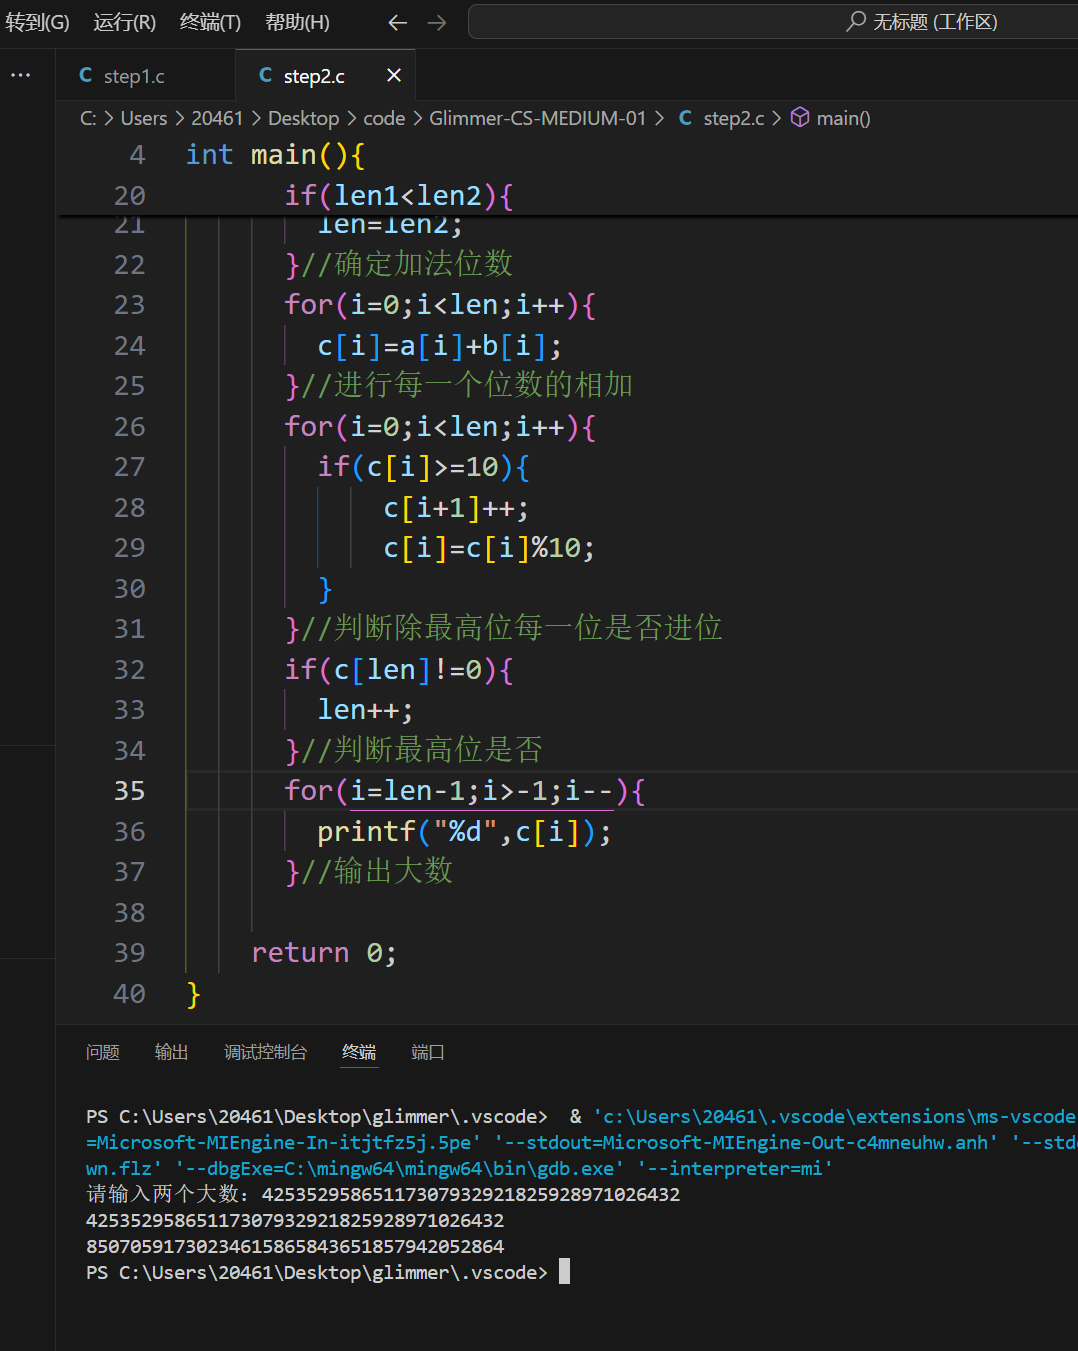 转到(G) 运行(R) 终端(T) 帮助(H) ← → 无标题 (工作区)
··· C step1.c C step2.c ×
C: > Users > 20461 > Desktop > code > Glimmer-CS-MEDIUM-01 > C step2.c > main()
4 int main(){
20 if(len1<len2){
21 len=len2;
22 }//确定加法位数
23 for(i=0;i<len;i++){
24 c[i]=a[i]+b[i];
25 }//进行每一个位数的相加
26 for(i=0;i<len;i++){
27 if(c[i]>=10){
28 c[i+1]++;
29 c[i]=c[i]%10;
30 }
31 }//判断除最高位每一位是否进位
32 if(c[len]!=0){
33 len++;
34 }//判断最高位是否
35 for(i=len-1;i>-1;i--){
36 printf("%d",c[i]);
37 }//输出大数
38
39 return 0;
40 }
问题 输出 调试控制台 终端 端口
PS C:\Users\20461\Desktop\glimmer\.vscode> & 'c:\Users\20461\.vscode\extensions\ms-vscode
=Microsoft-MIEngine-In-itjtfz5j.5pe' '--stdout=Microsoft-MIEngine-Out-c4mneuhw.anh' '--std
wn.flz' '--dbgExe=C:\mingw64\mingw64\bin\gdb.exe' '--interpreter=mi'
请输入两个大数：42535295865117307932921825928971026432
42535295865117307932921825928971026432
85070591730234615865843651857942052864
PS C:\Users\20461\Desktop\glimmer\.vscode>